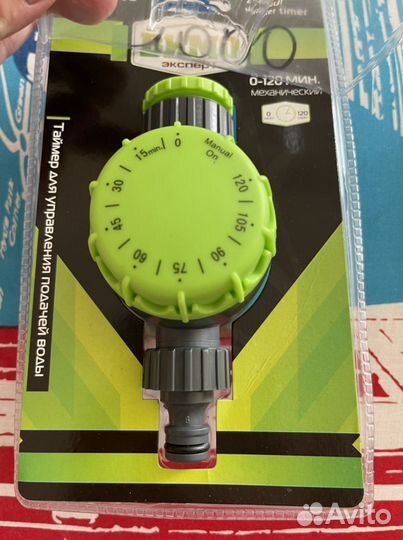 timer
эксперт
0-120 МИН.
механический
0
120
Таймер для управления подачей воды
0
Manual
On
120
105
90
75
60
45
30
15min.
Avito